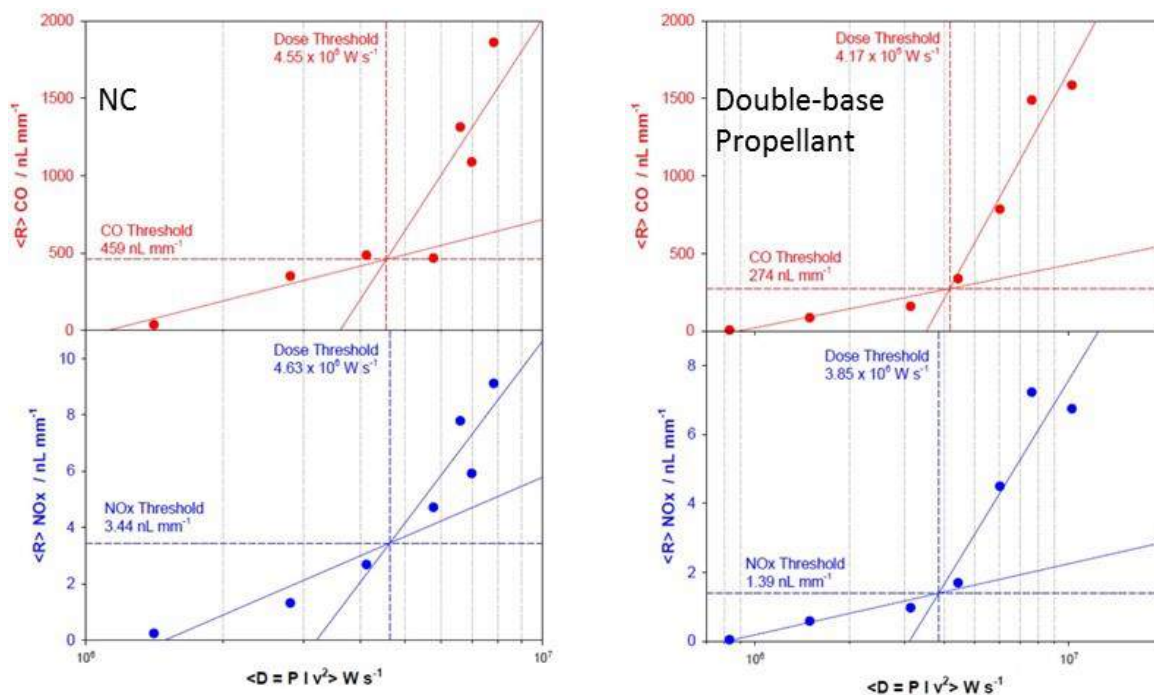 2000
1500
1000
500
0
<R> CO / nL mm⁻¹
NC
Dose Threshold
4.55 x 10⁶ W s⁻¹
CO Threshold
459 nL mm⁻¹
10
8
6
4
2
0
<R> NOx / nL mm⁻¹
Dose Threshold
4.63 x 10⁶ W s⁻¹
NOx Threshold
3.44 nL mm⁻¹
10⁶
10⁷
<D = P I v²> W s⁻¹
2000
1500
1000
500
0
<R> CO / nL mm⁻¹
Dose Threshold
4.17 x 10⁶ W s⁻¹
Double-base
Propellant
CO Threshold
274 nL mm⁻¹
8
6
4
2
0
<R> NOx / nL mm⁻¹
Dose Threshold
3.85 x 10⁶ W s⁻¹
NOx Threshold
1.39 nL mm⁻¹
10⁶
10⁷
<D = P I v²> W s⁻¹